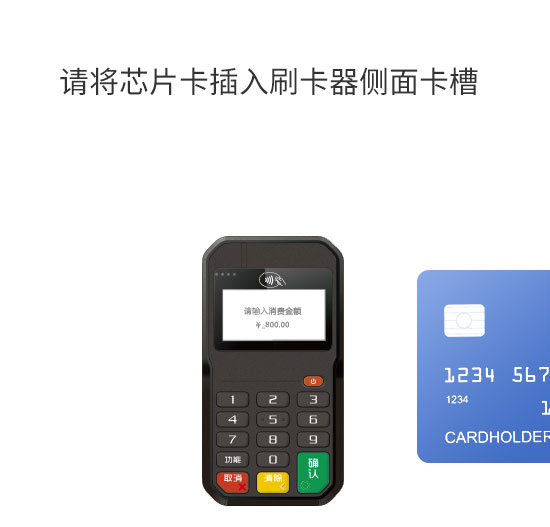 请将芯片卡插入刷卡器侧面卡槽
请输入消费金额
￥_800.00
1 2 3
4 5 6
7 8 9
功能 0 确认
取消 清除
1234 567
1234
1
CARDHOLDER